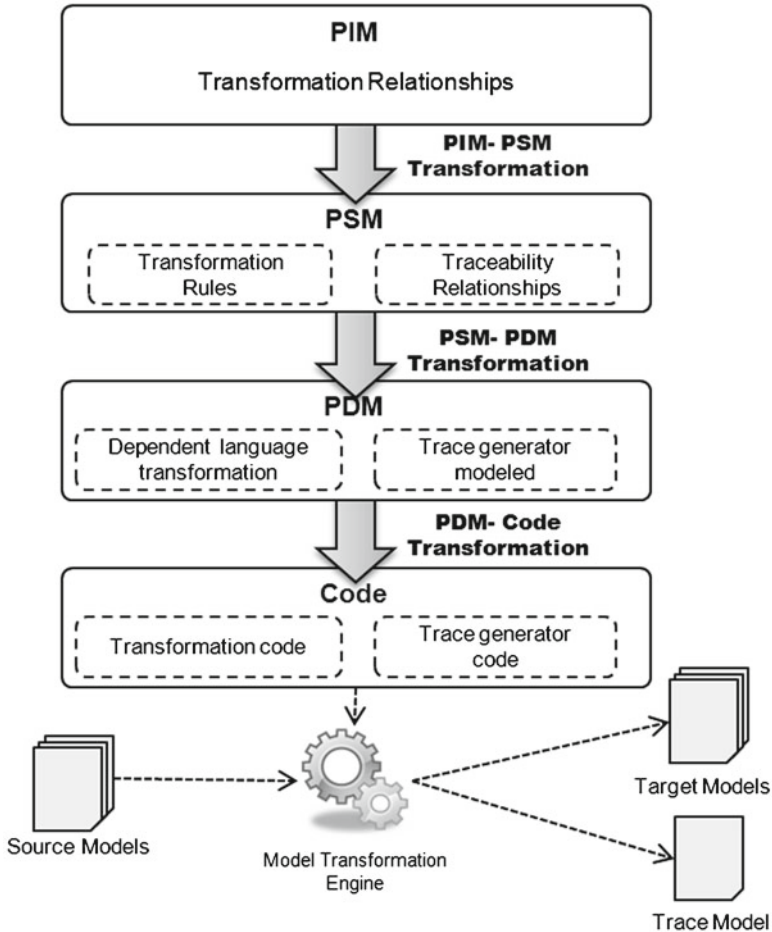 PIM
Transformation Relationships
PIM- PSM
Transformation
PSM
Transformation
Rules
Traceability
Relationships
PSM- PDM
Transformation
PDM
Dependent language
transformation
Trace generator
modeled
PDM- Code
Transformation
Code
Transformation code
Trace generator
code
Source Models
Model Transformation
Engine
Target Models
Trace Model